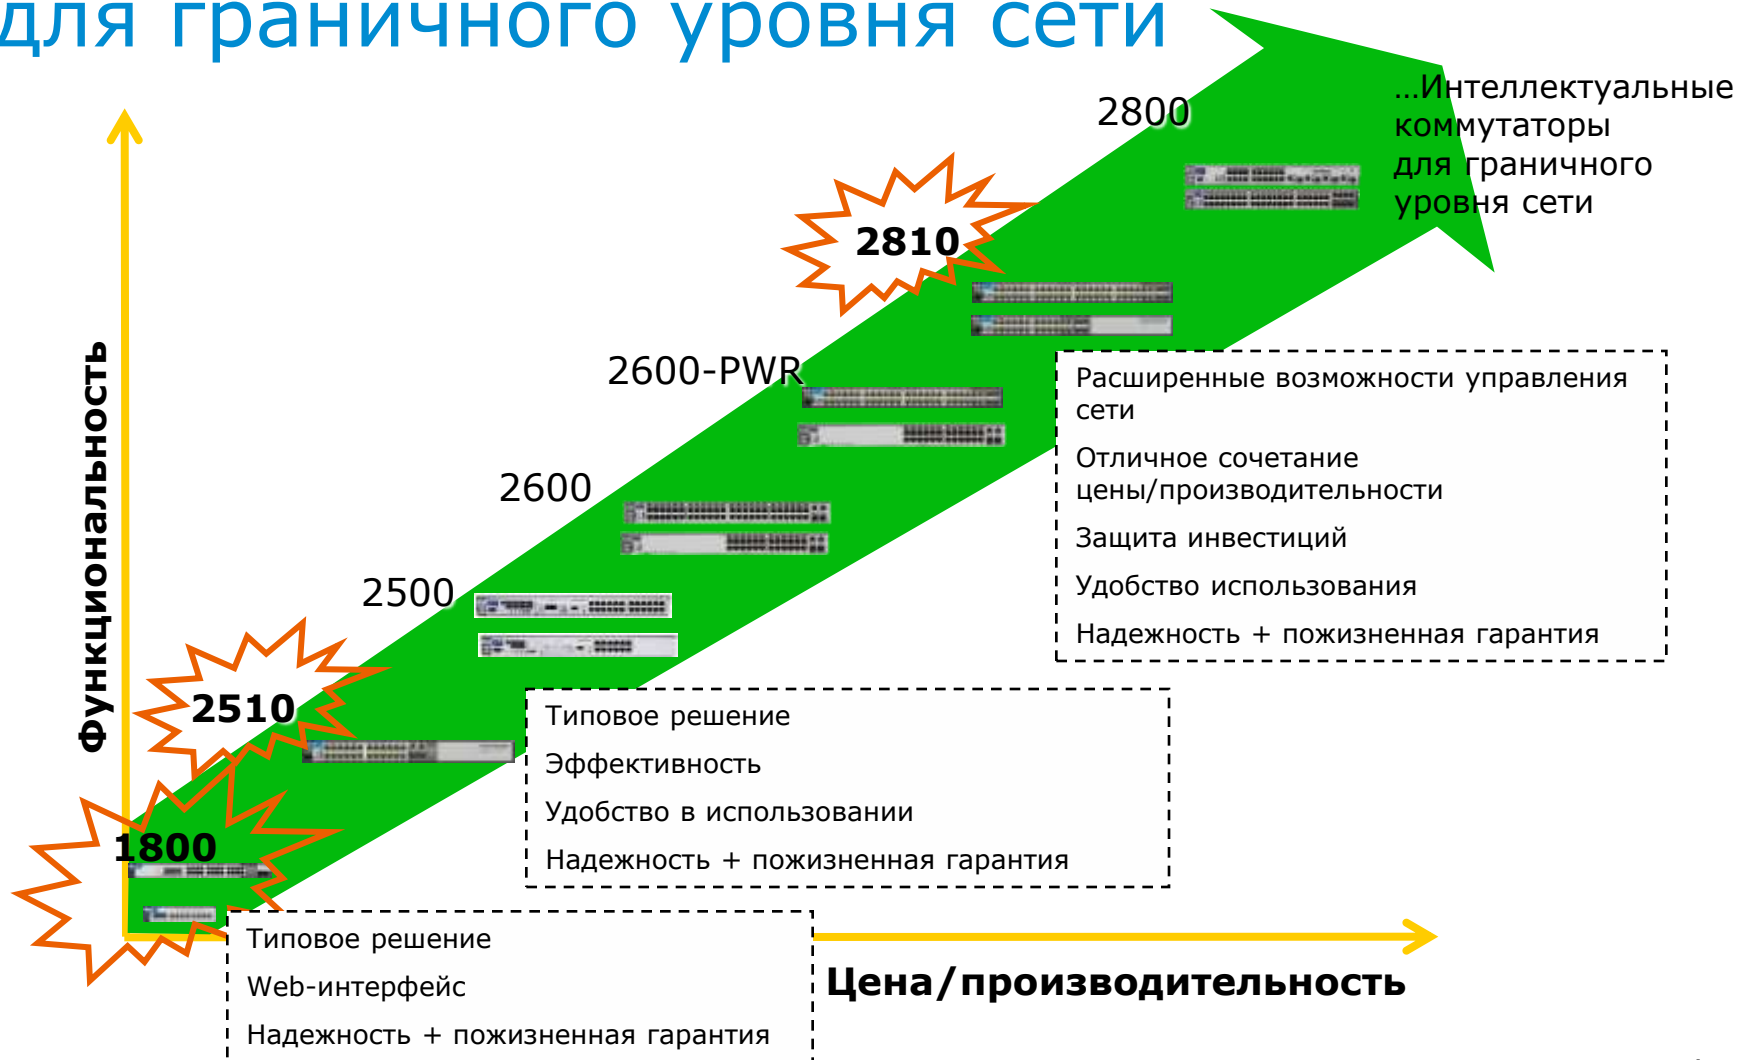 для граничного уровня сети
2800
...Интеллектуальные
коммутаторы
для граничного
уровня сети
2810
2600-PWR
Функциональность
Расширенные возможности управления
сети
Отличное сочетание
цены/производительности
Защита инвестиций
Удобство использования
Надежность + пожизненная гарантия
2600
2500
2510
Типовое решение
Эффективность
Удобство в использовании
Надежность + пожизненная гарантия
1800
Типовое решение
Web-интерфейс
Надежность + пожизненная гарантия
Цена/производительность